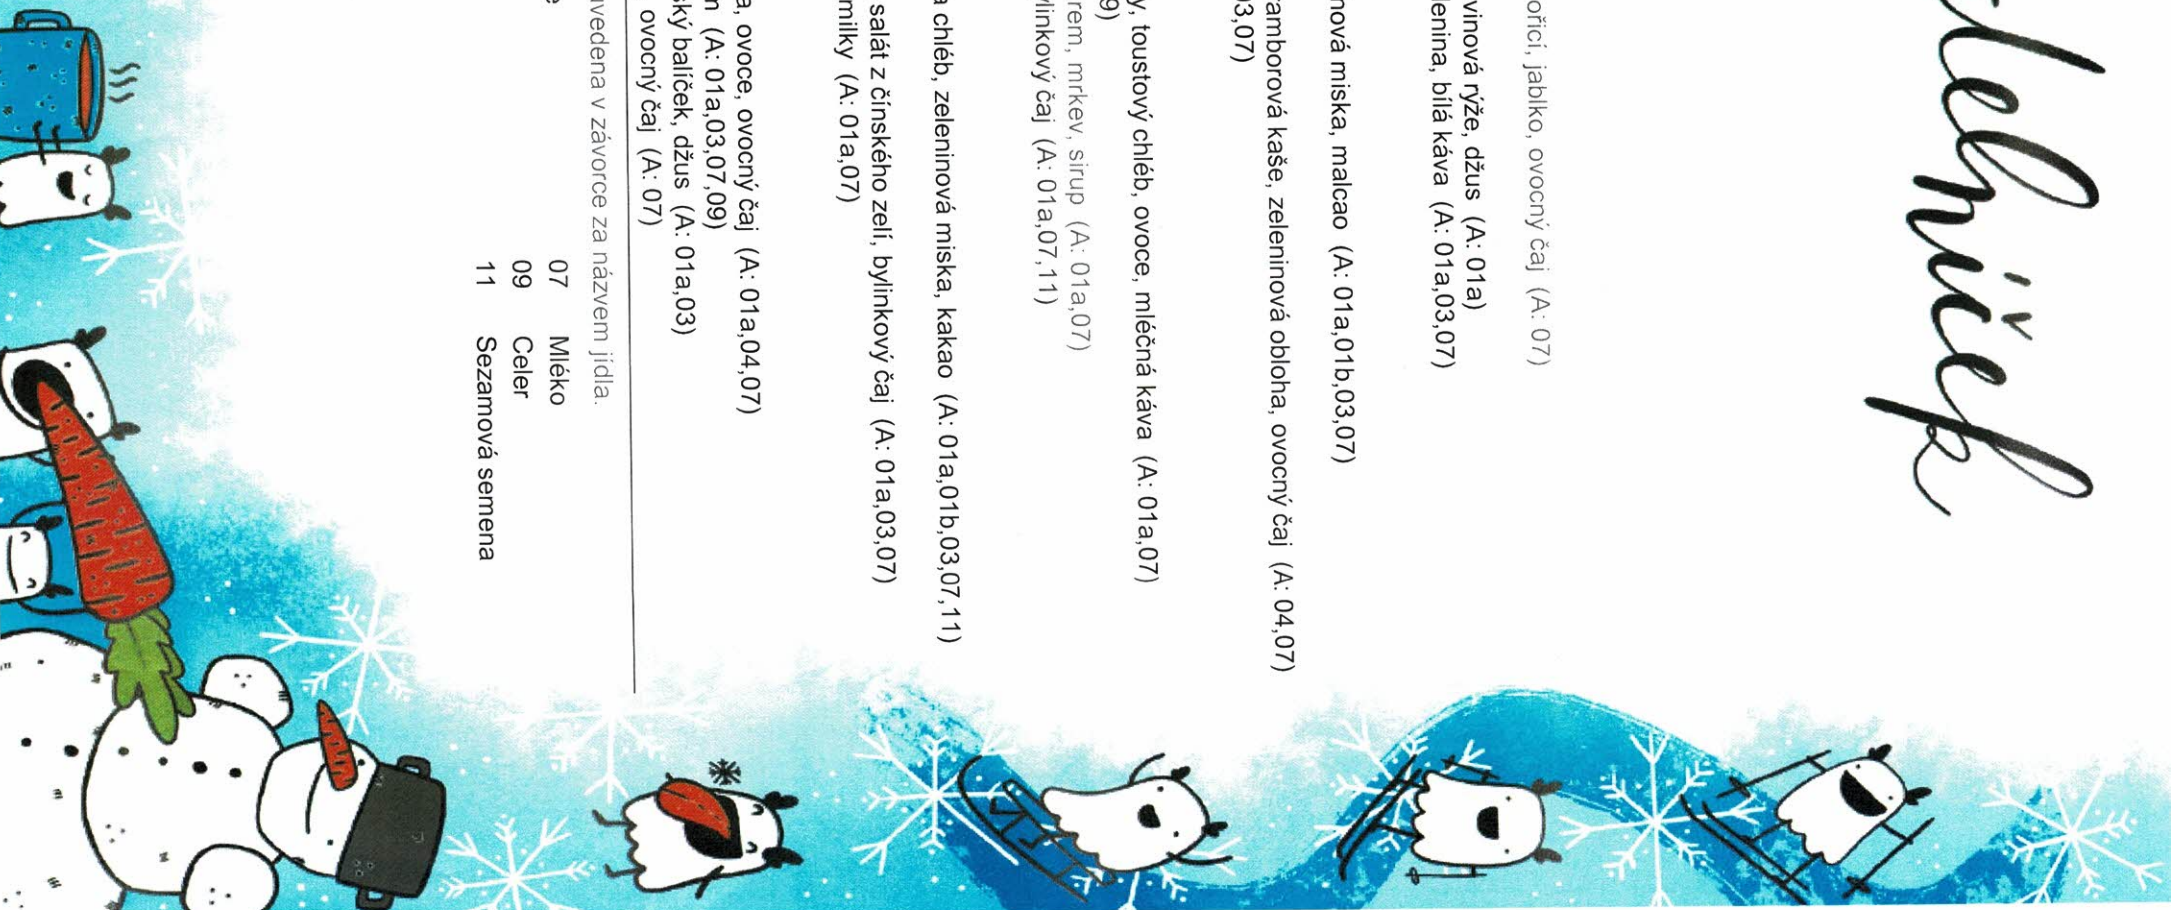 ořici, jablko, ovocný čaj (A: 07)
vinová rýže, džus (A: 01a)
lenina, bílá káva (A: 01a,03,07)
nová miska, malcao (A: 01a,01b,03,07)
ramborová kaše, zeleninová obloha, ovocný čaj (A: 04,07)
03,07)
y, toustový chléb, ovoce, mléčná káva (A: 01a,07)
9)
rem, mrkev, sirup (A: 01a,07)
linkový čaj (A: 01a,07,11)
a chléb, zeleninová miska, kakao (A: 01a,01b,03,07,11)
salát z čínského zelí, bylinkový čaj (A: 01a,03,07)
milky (A: 01a,07)
a, ovoce, ovocný čaj (A: 01a,04,07)
n (A: 01a,03,07,09)
ský balíček, džus (A: 01a,03)
ovocný čaj (A: 07)
uvedena v závorce za názvem jídla.
07 Mléko
09 Celer
11 Sezamová semena